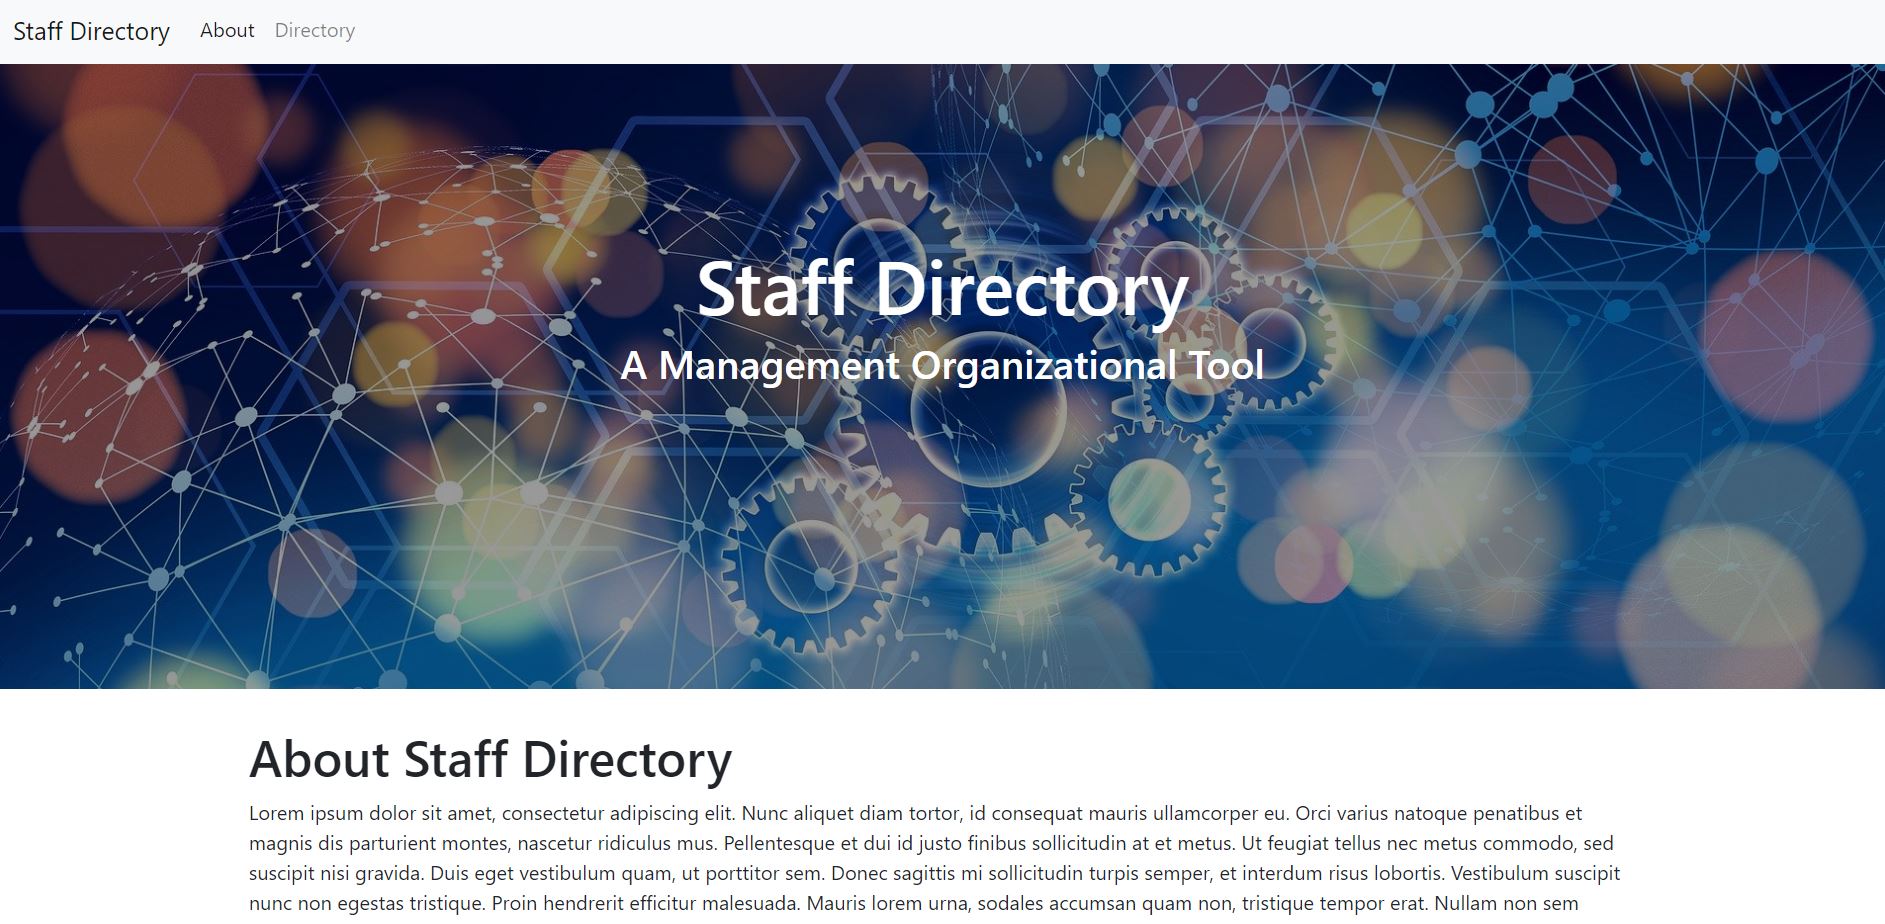 Staff Directory About Directory
Staff Directory
A Management Organizational Tool
About Staff Directory
Lorem ipsum dolor sit amet, consectetur adipiscing elit. Nunc aliquet diam tortor, id consequat mauris ullamcorper eu. Orci varius natoque penatibus et
magnis dis parturient montes, nascetur ridiculus mus. Pellentesque et dui id justo finibus sollicitudin at et metus. Ut feugiat tellus nec metus commodo, sed
suscipit nisi gravida. Duis eget vestibulum quam, ut porttitor sem. Donec sagittis mi sollicitudin turpis semper, et interdum risus lobortis. Vestibulum suscipit
nunc non egestas tristique. Proin hendrerit efficitur malesuada. Mauris lorem urna, sodales accumsan quam non, tristique tempor erat. Nullam non sem